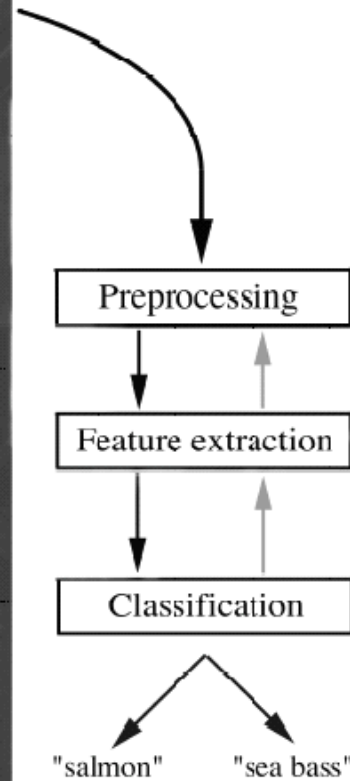 Preprocessing
Feature extraction
Classification
"salmon" "sea bass"